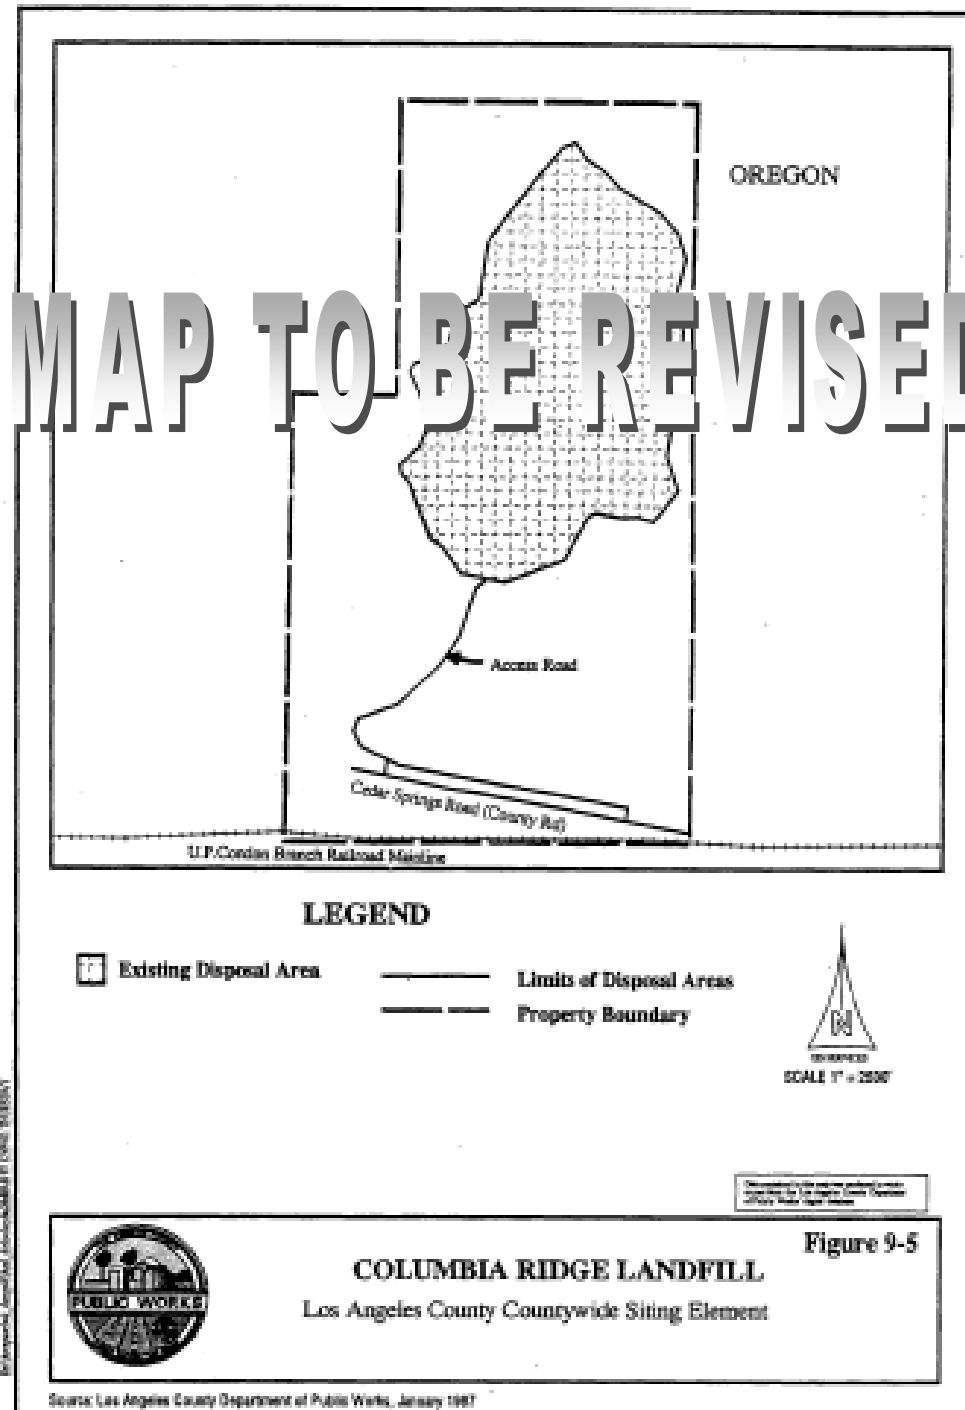 OREGON
MAP TO BE REVISED
Access Road
Cedar Springs Road (County Rd)
U.P.Condon Branch Railroad Mainline
LEGEND
Existing Disposal Area
Limits of Disposal Areas
Property Boundary
N
SCALE 1" =
Figure 9-5
COLUMBIA RIDGE LANDFILL
Los Angeles County Countywide Siting Element
PUBLIC WORKS
Source: Los Angeles County Department of Public Works, January 1997